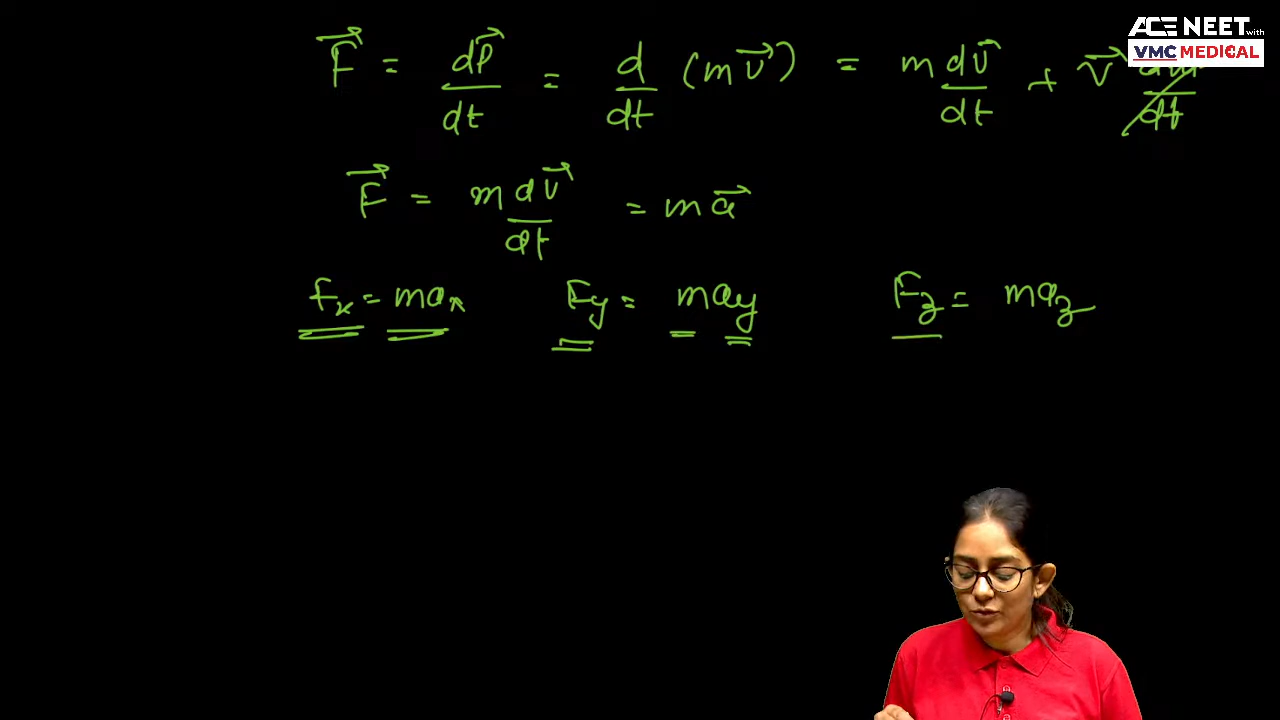 ACE NEET with
VMC MEDICAL
F⃗ = dP⃗/dt = d/dt (mv⃗) = m dv⃗/dt + v⃗ dm/dt
F⃗ = m dv⃗/dt = ma⃗
fx = max Fy = may Fz = maz